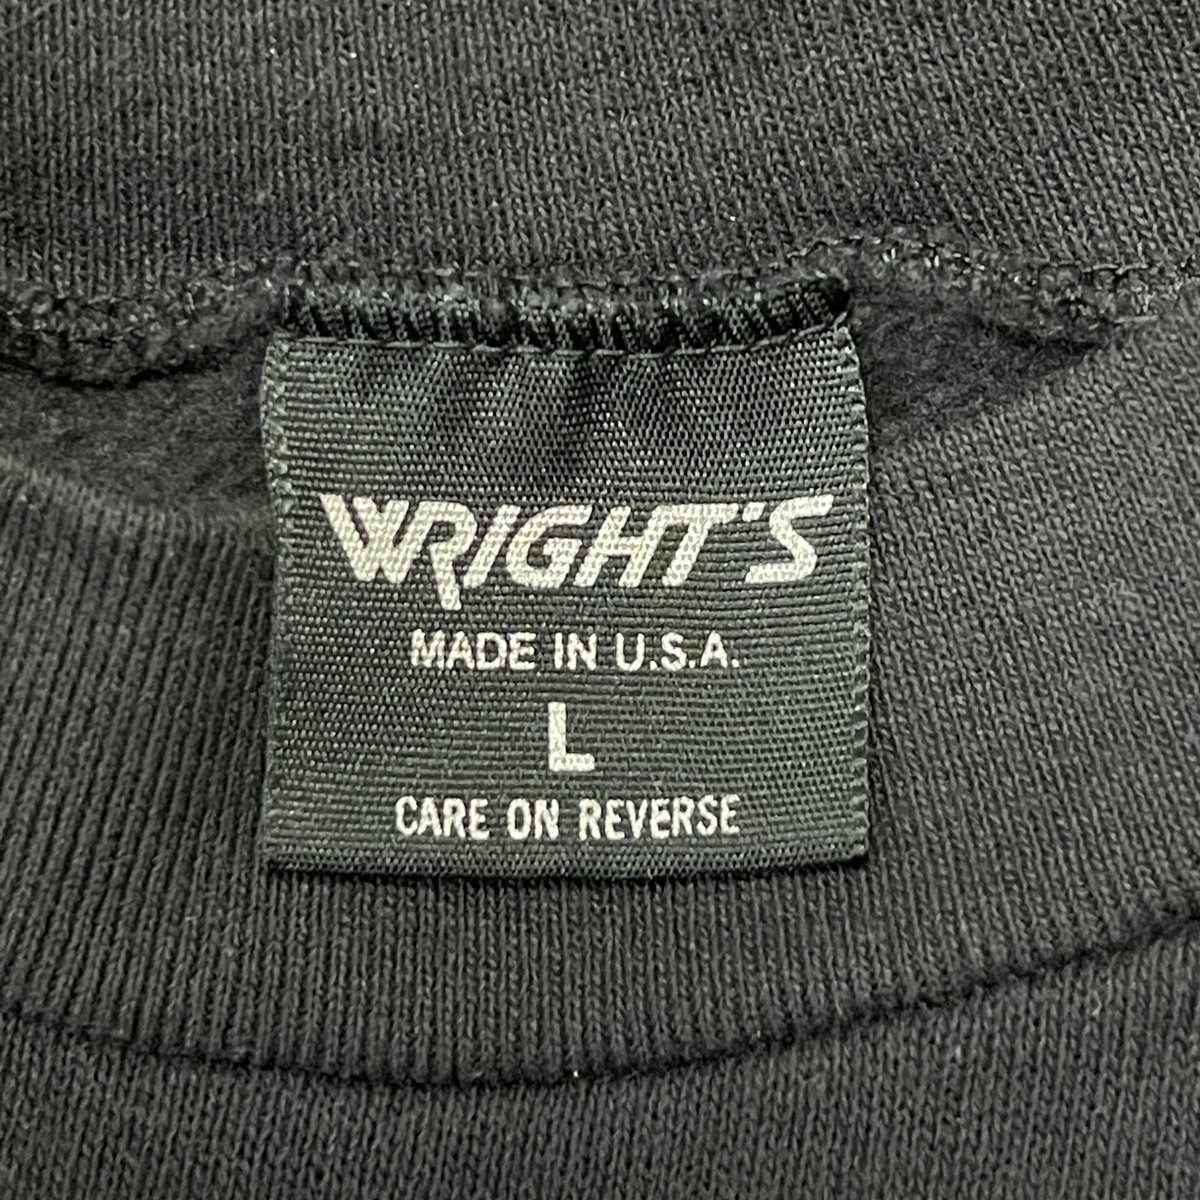 WRIGHT'S
MADE IN U.S.A.
L
CARE ON REVERSE